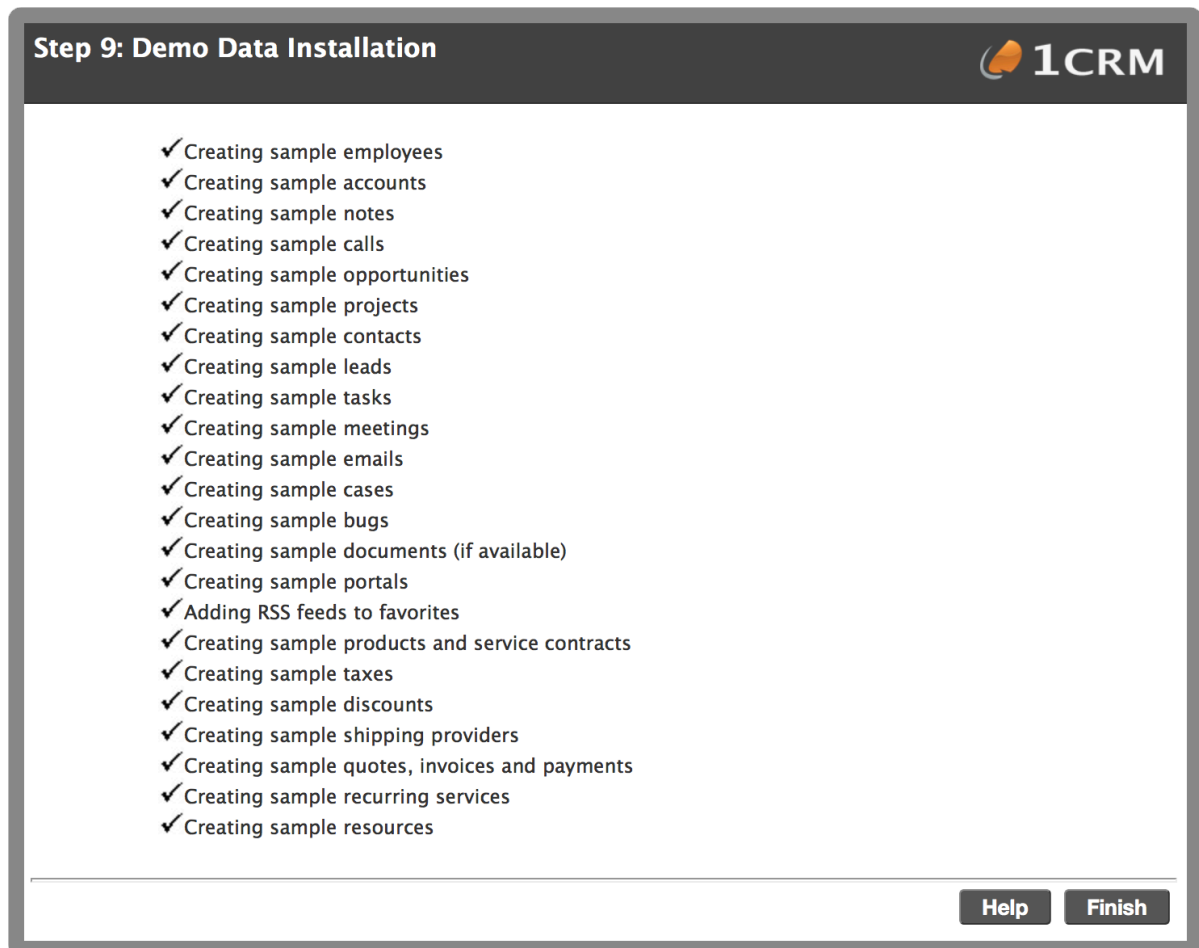 Step 9: Demo Data Installation
1CRM
✓Creating sample employees
✓Creating sample accounts
✓Creating sample notes
✓Creating sample calls
✓Creating sample opportunities
✓Creating sample projects
✓Creating sample contacts
✓Creating sample leads
✓Creating sample tasks
✓Creating sample meetings
✓Creating sample emails
✓Creating sample cases
✓Creating sample bugs
✓Creating sample documents (if available)
✓Creating sample portals
✓Adding RSS feeds to favorites
✓Creating sample products and service contracts
✓Creating sample taxes
✓Creating sample discounts
✓Creating sample shipping providers
✓Creating sample quotes, invoices and payments
✓Creating sample recurring services
✓Creating sample resources
Help
Finish